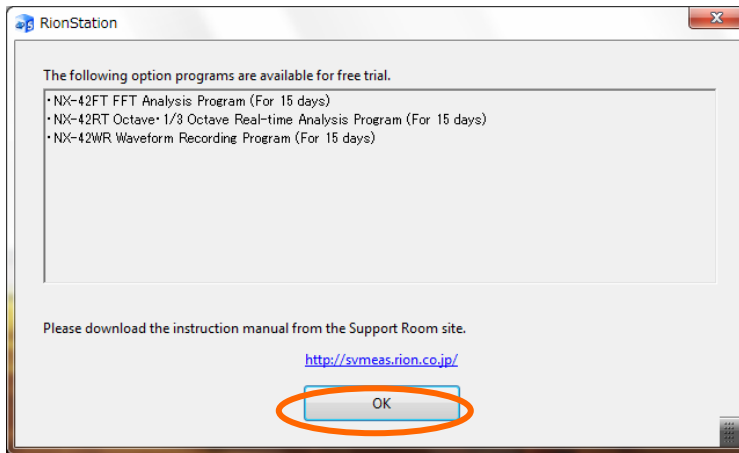 RionStation
The following option programs are available for free trial.
・NX-42FT FFT Analysis Program (For 15 days)
・NX-42RT Octave・1/3 Octave Real-time Analysis Program (For 15 days)
・NX-42WR Waveform Recording Program (For 15 days)
Please download the instruction manual from the Support Room site.
http://svmeas.rion.co.jp/
OK